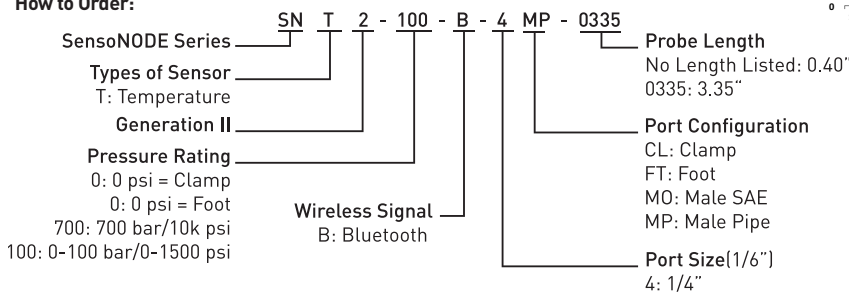 How to Order:
SN T 2 - 100 - B - 4 MP - 0335
SensoNODE Series
Types of Sensor
T: Temperature
Generation II
Pressure Rating
0: 0 psi = Clamp
0: 0 psi = Foot
700: 700 bar/10k psi
100: 0-100 bar/0-1500 psi
Wireless Signal
B: Bluetooth
Probe Length
No Length Listed: 0.40"
0335: 3.35"
Port Configuration
CL: Clamp
FT: Foot
MO: Male SAE
MP: Male Pipe
Port Size(1/6")
4: 1/4"